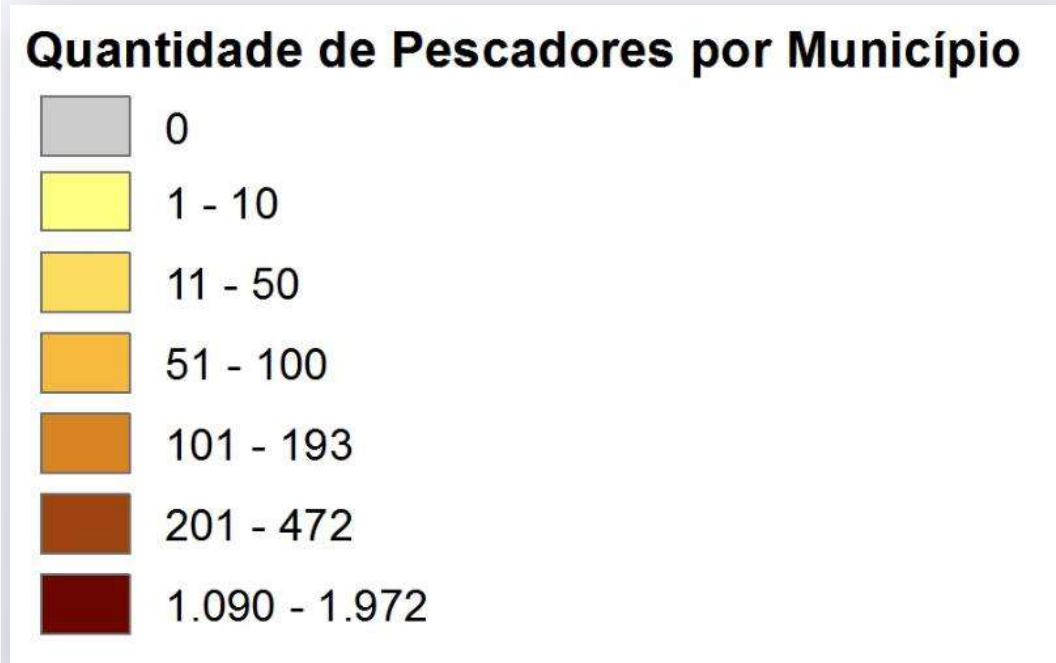 Quantidade de Pescadores por Município
0
1 - 10
11 - 50
51 - 100
101 - 193
201 - 472
1.090 - 1.972